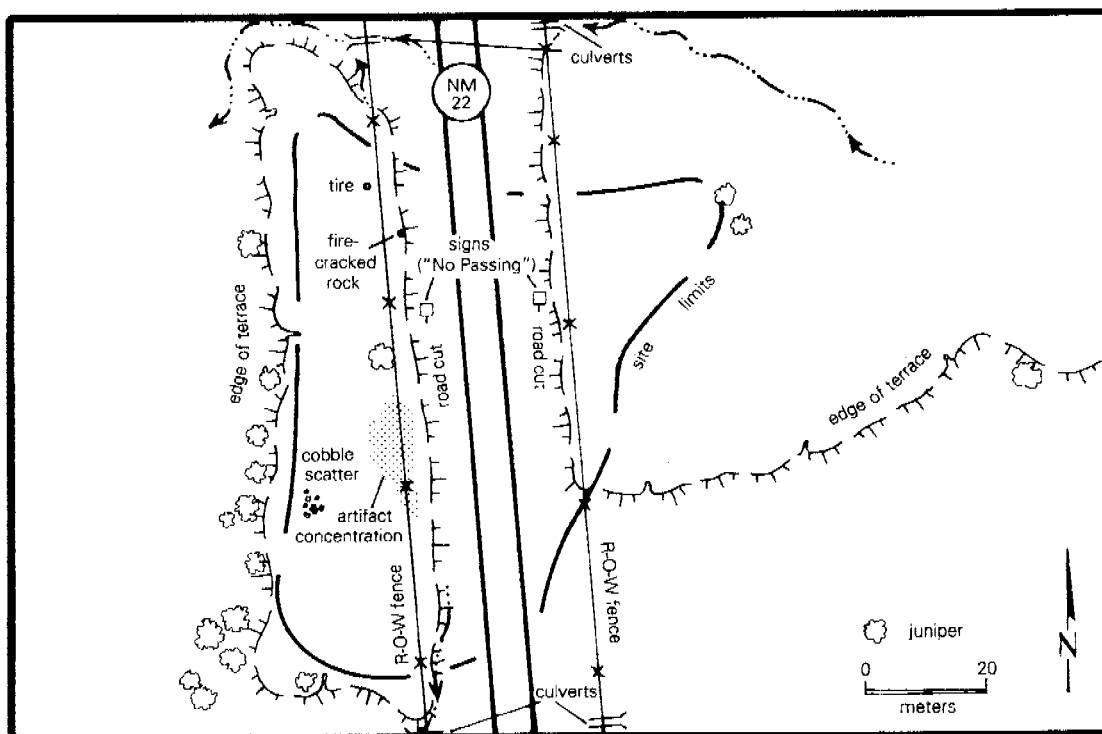 culverts
NM
22
tire
fire-
cracked
rock
signs
("No Passing")
edge of terrace
road cut
road cut
site
limits
edge of terrace
cobble
scatter
artifact
concentration
R-O-W fence
R-O-W fence
juniper
0
20
meters
N
culverts